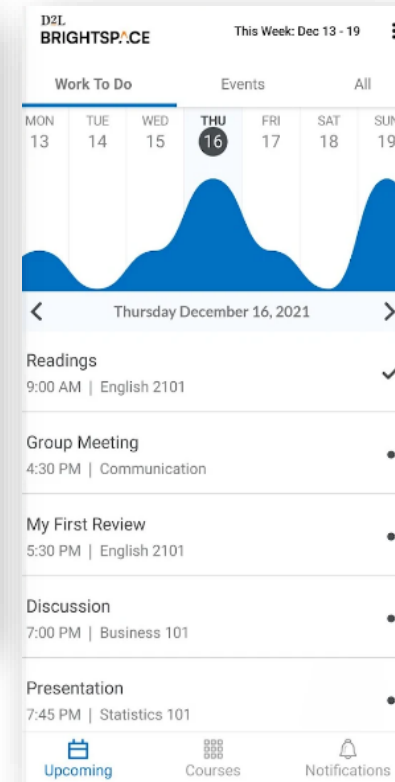 D2L
BRIGHTSPACE
This Week: Dec 13 - 19
Work To Do Events All
MON TUE WED THU FRI SAT SUN
13 14 15 16 17 18 19
Thursday December 16, 2021
Readings
9:00 AM | English 2101
Group Meeting
4:30 PM | Communication
My First Review
5:30 PM | English 2101
Discussion
7:00 PM | Business 101
Presentation
7:45 PM | Statistics 101
Upcoming Courses Notifications